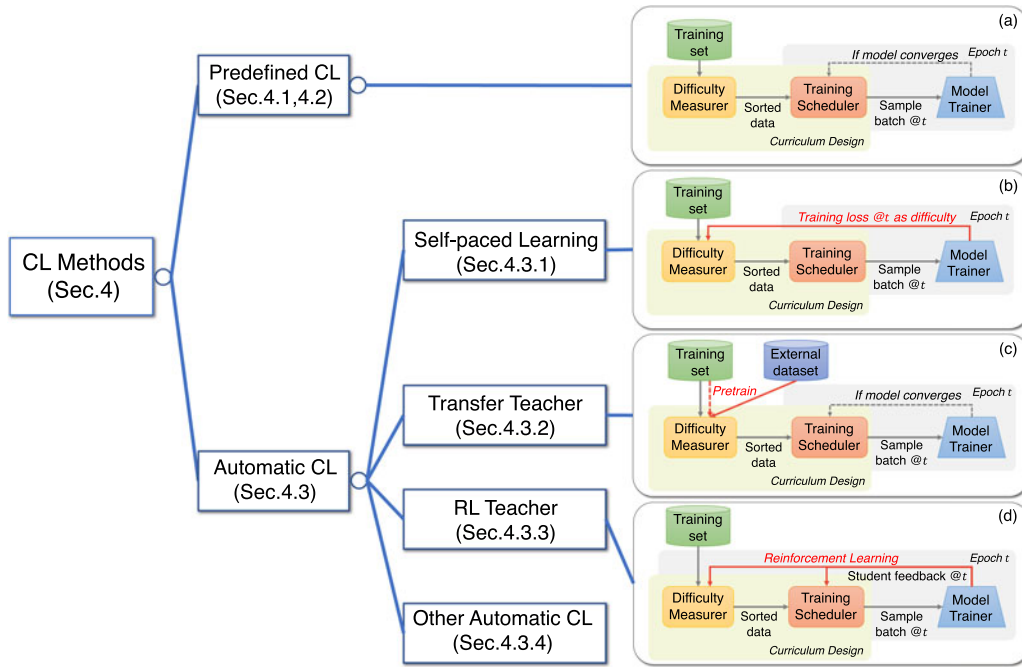 CL Methods
(Sec.4)
Predefined CL
(Sec.4.1,4.2)
Automatic CL
(Sec.4.3)
Self-paced Learning
(Sec.4.3.1)
Transfer Teacher
(Sec.4.3.2)
RL Teacher
(Sec.4.3.3)
Other Automatic CL
(Sec.4.3.4)
(a)
Training
set
If model converges
Epoch t
Difficulty
Measurer
Sorted
data
Training
Scheduler
Sample
batch @t
Model
Trainer
Curriculum Design
(b)
Training
set
Training loss @t as difficulty
Epoch t
Difficulty
Measurer
Sorted
data
Training
Scheduler
Sample
batch @t
Model
Trainer
Curriculum Design
(c)
Training
set
External
dataset
Pretrain
If model converges
Epoch t
Difficulty
Measurer
Sorted
data
Training
Scheduler
Sample
batch @t
Model
Trainer
Curriculum Design
(d)
Training
set
Reinforcement Learning
Epoch t
Student feedback @t
Difficulty
Measurer
Sorted
data
Training
Scheduler
Sample
batch @t
Model
Trainer
Curriculum Design